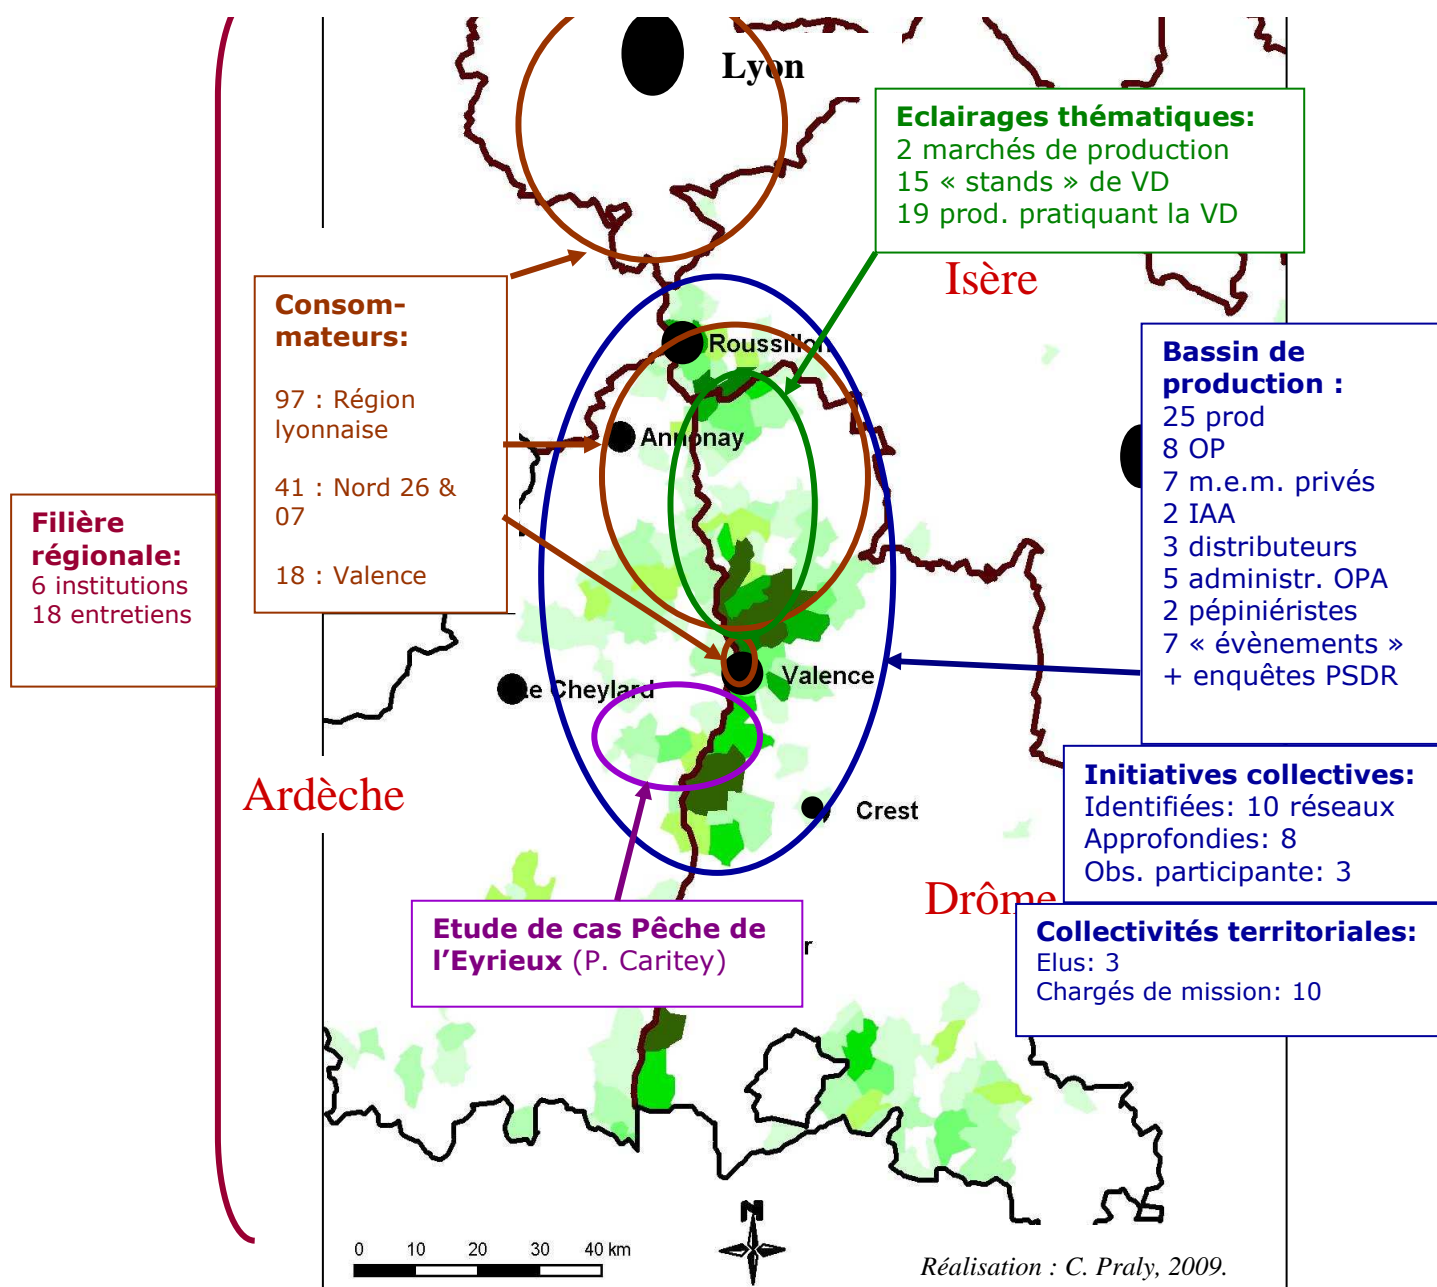 Lyon
Eclairages thématiques:
2 marchés de production
15 « stands » de VD
19 prod. pratiquant la VD
Isère
Consom-
mateurs:
97 : Région
lyonnaise
41 : Nord 26 &
07
18 : Valence
Roussillon
Annonay
Bassin de
production :
25 prod
8 OP
7 m.e.m. privés
2 IAA
3 distributeurs
5 administr. OPA
2 pépiniéristes
7 « évènements »
+ enquêtes PSDR
Filière
régionale:
6 institutions
18 entretiens
Valence
Le Cheylard
Ardèche
Crest
Initiatives collectives:
Identifiées: 10 réseaux
Approfondies: 8
Obs. participante: 3
Drôme
Etude de cas Pêche de
l’Eyrieux (P. Caritey)
r
Collectivités territoriales:
Elus: 3
Chargés de mission: 10
N
0 10 20 30 40 km
Réalisation : C. Praly, 2009.